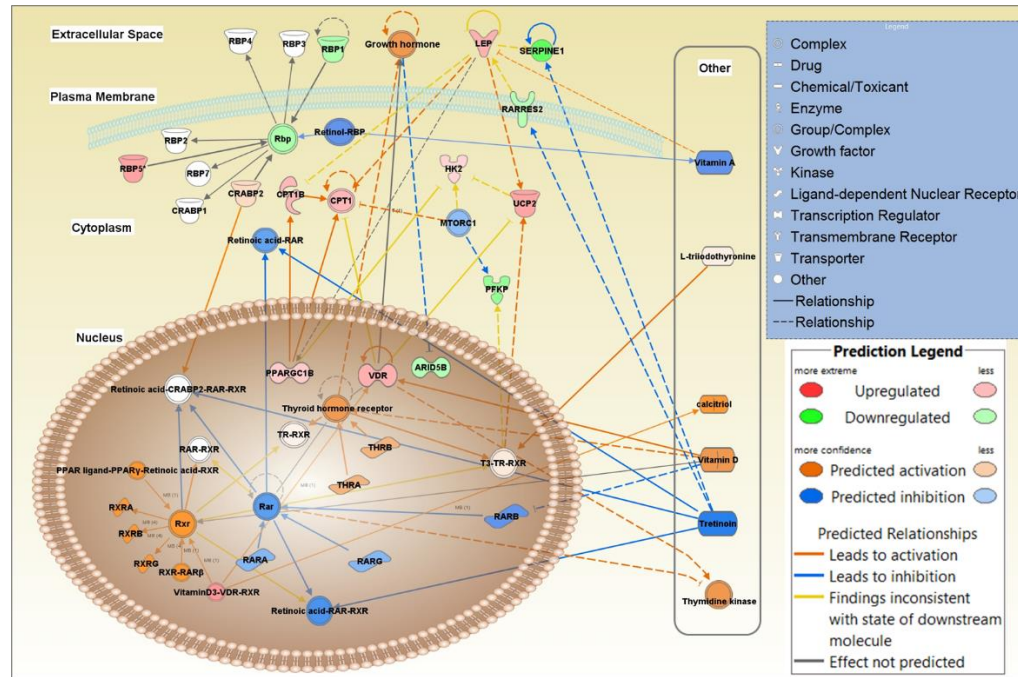 Extracellular Space
RBP4
RBP3
RBP1
Growth hormone
LEP
SERPINE1
Other
Plasma Membrane
RARRES2
Rbp
Retinol-RBP
RBP2
RBP5*
RBP7
CRABP2
CRABP1
CPT1B
CPT1
HK2
UCP2
MTORC1
Vitamin A
Cytoplasm
Retinoic acid-RAR
PFKP
L-triiodothyronine
Nucleus
PPARGC1B
VDR
ARID5B
Retinoic acid-CRABP2-RAR-RXR
Thyroid hormone receptor
calcitriol
TR-RXR
RAR-RXR
THRB
T3-TR-RXR
Vitamin D
PPAR ligand-PPARγ-Retinoic acid-RXR
THRA
RXRA
RXRB
Rxr
Rar
RARB
Tretinoin
RXRG
RXR-RARβ
RARA
RARG
VitaminD3-VDR-RXR
Retinoic acid-RAR-RXR
Thymidine kinase
Legend
Complex
Drug
Chemical/Toxicant
Enzyme
Group/Complex
Growth factor
Kinase
Ligand-dependent Nuclear Receptor
Transcription Regulator
Transmembrane Receptor
Transporter
Other
Relationship
Relationship
Prediction Legend
more extreme less
Upregulated
Downregulated
more confidence less
Predicted activation
Predicted inhibition
Predicted Relationships
Leads to activation
Leads to inhibition
Findings inconsistent
with state of downstream
molecule
Effect not predicted